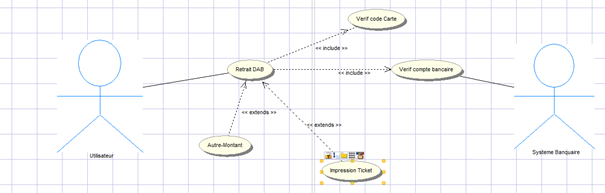 Verif code Carte
<< include >>
Retrait DAB
Verif compte bancaire
<< include >>
<< extends >>
<< extends >>
Autre-Montant
Utilisateur
Systeme Banquaire
Impression Ticket